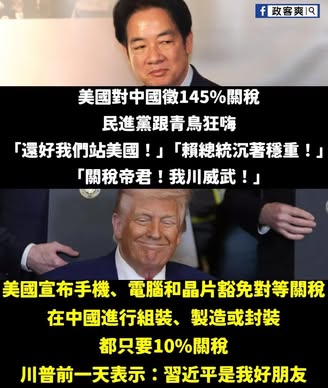 政客爽
美國對中國徵145%關稅
民進黨跟青鳥狂嗨
「還好我們站美國！」「賴總統沉著穩重！」
「關稅帝君！我川威武！」
美國宣布手機、電腦和晶片豁免對等關稅
在中國進行組裝、製造或封裝
都只要10%關稅
川普前一天表示：習近平是我好朋友